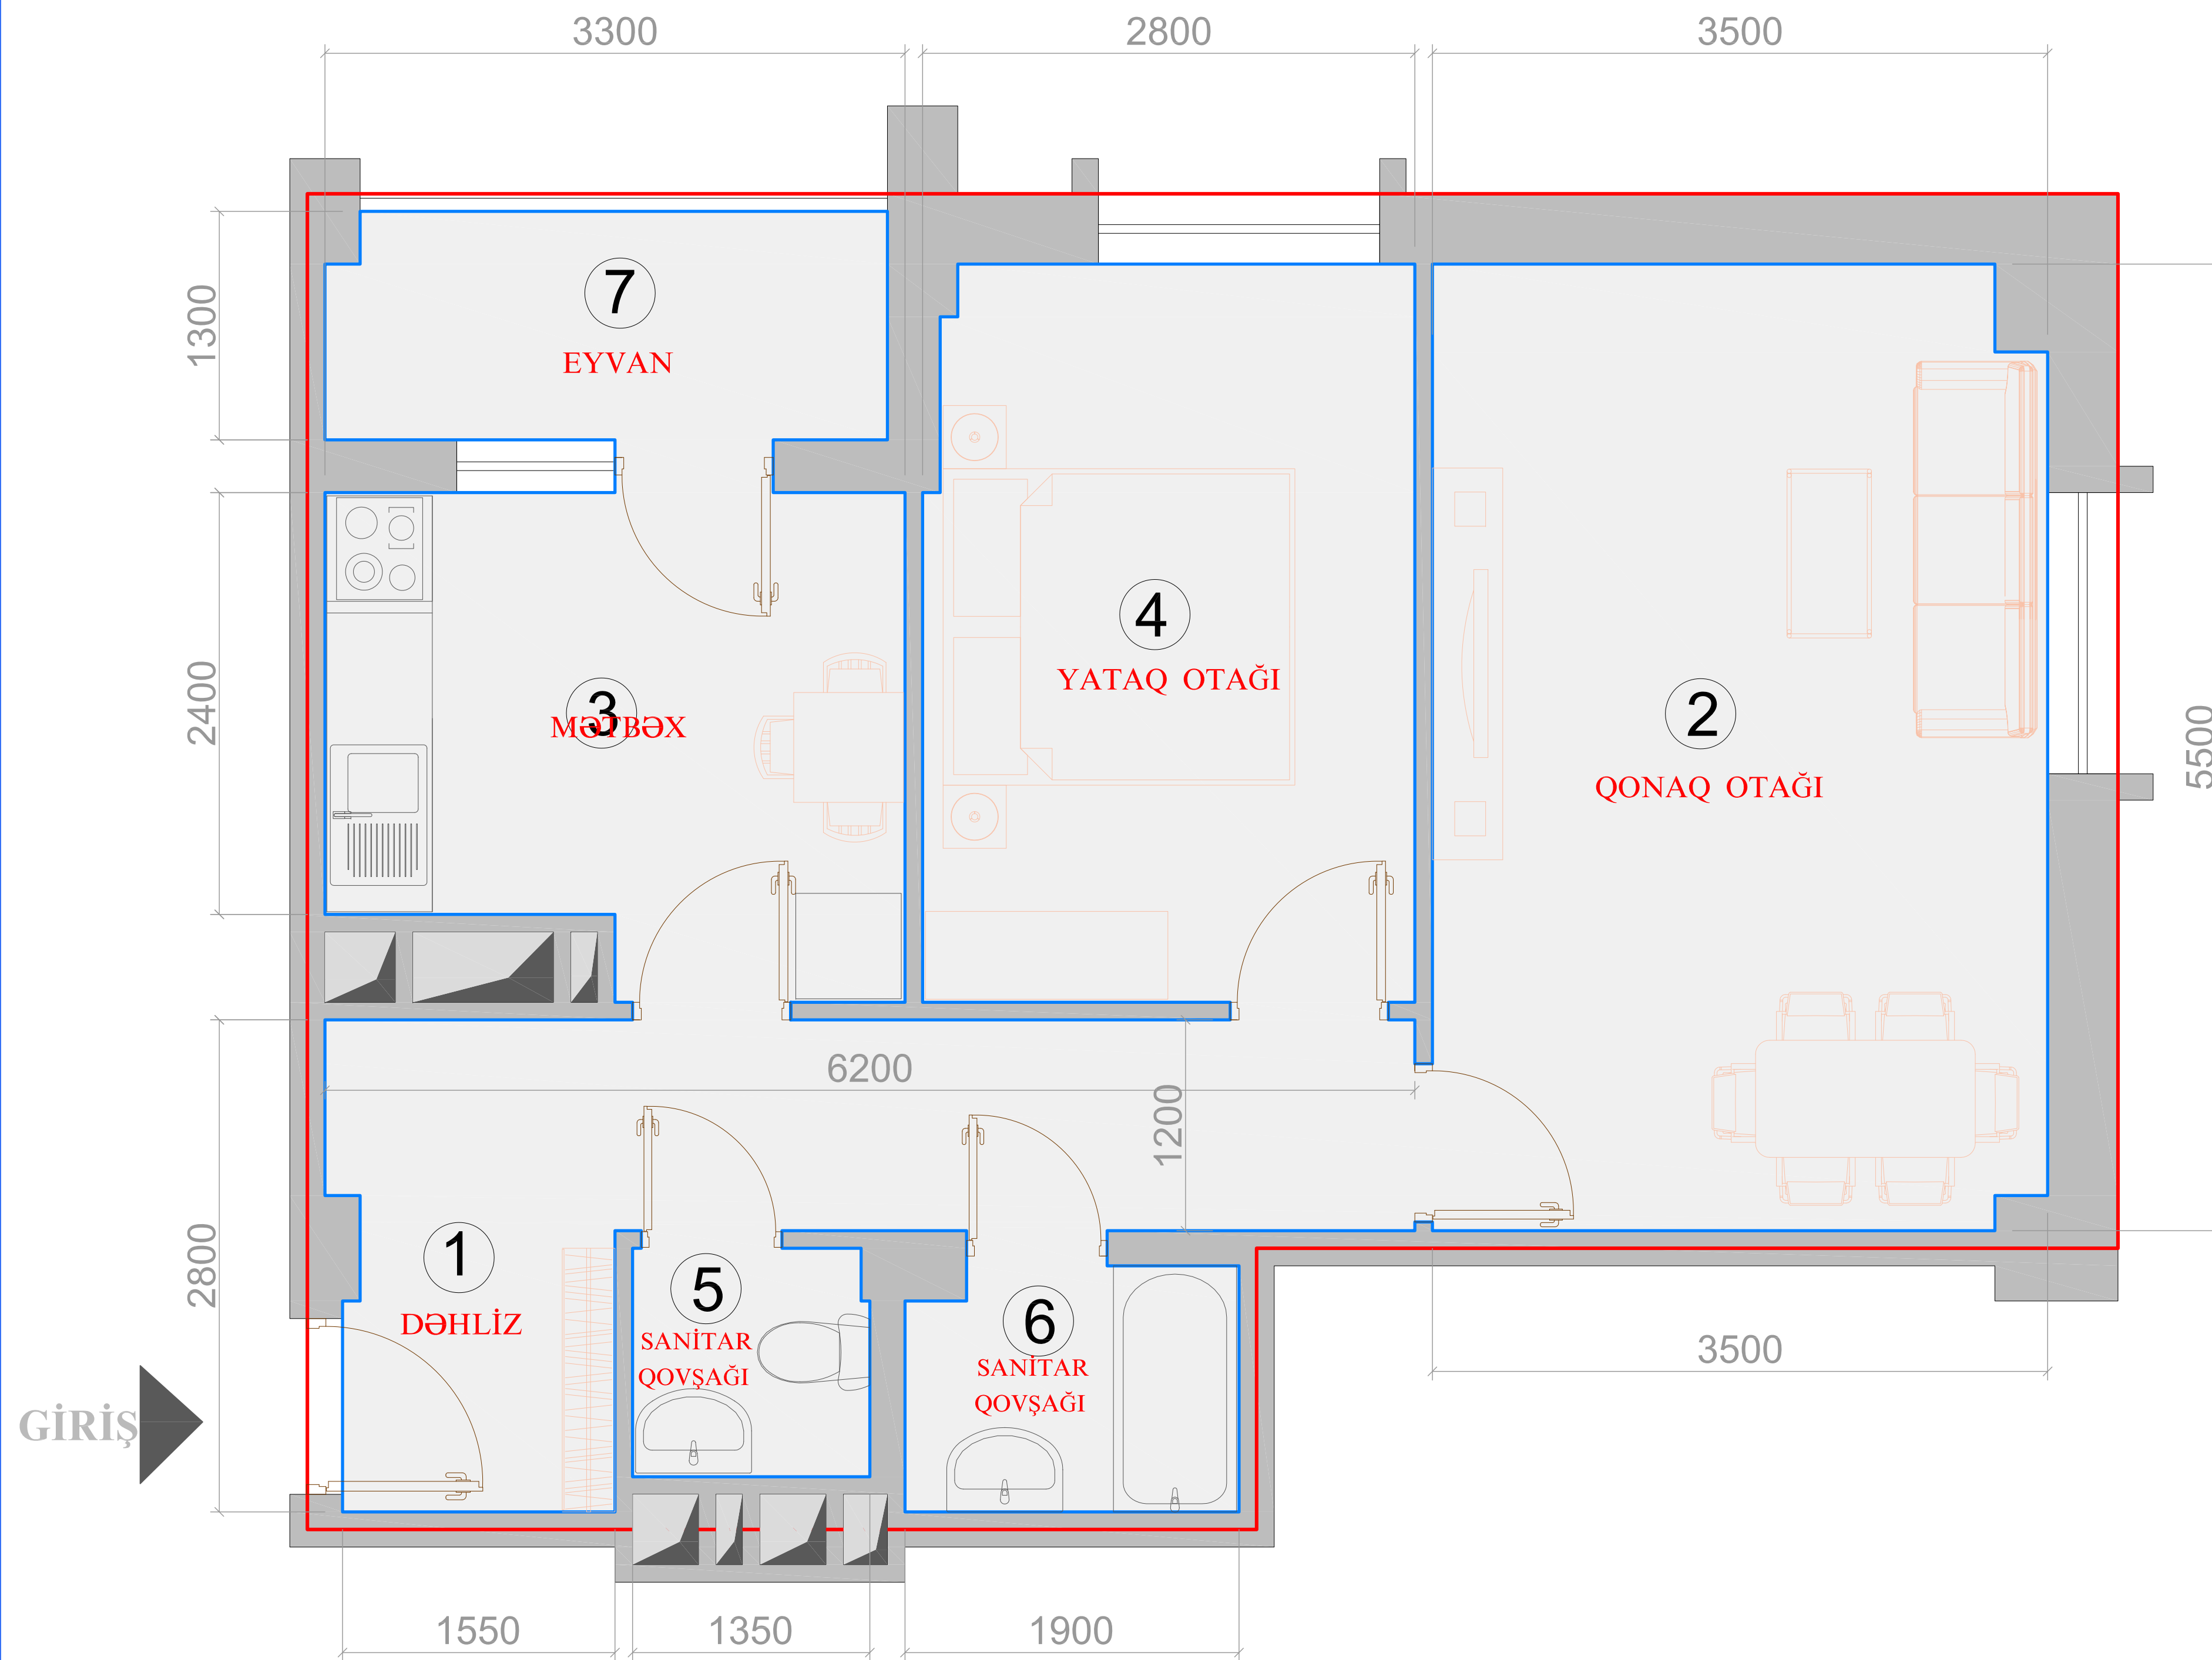 3300
2800
3500
1300
7
EYVAN
2400
3
MƏTBƏX
4
YATAQ OTAĞI
2
QONAQ OTAĞI
5500
6200
1200
2800
1
DƏHLİZ
5
SANİTAR
QOVŞAĞI
6
SANİTAR
QOVŞAĞI
3500
GİRİŞ
1550
1350
1900